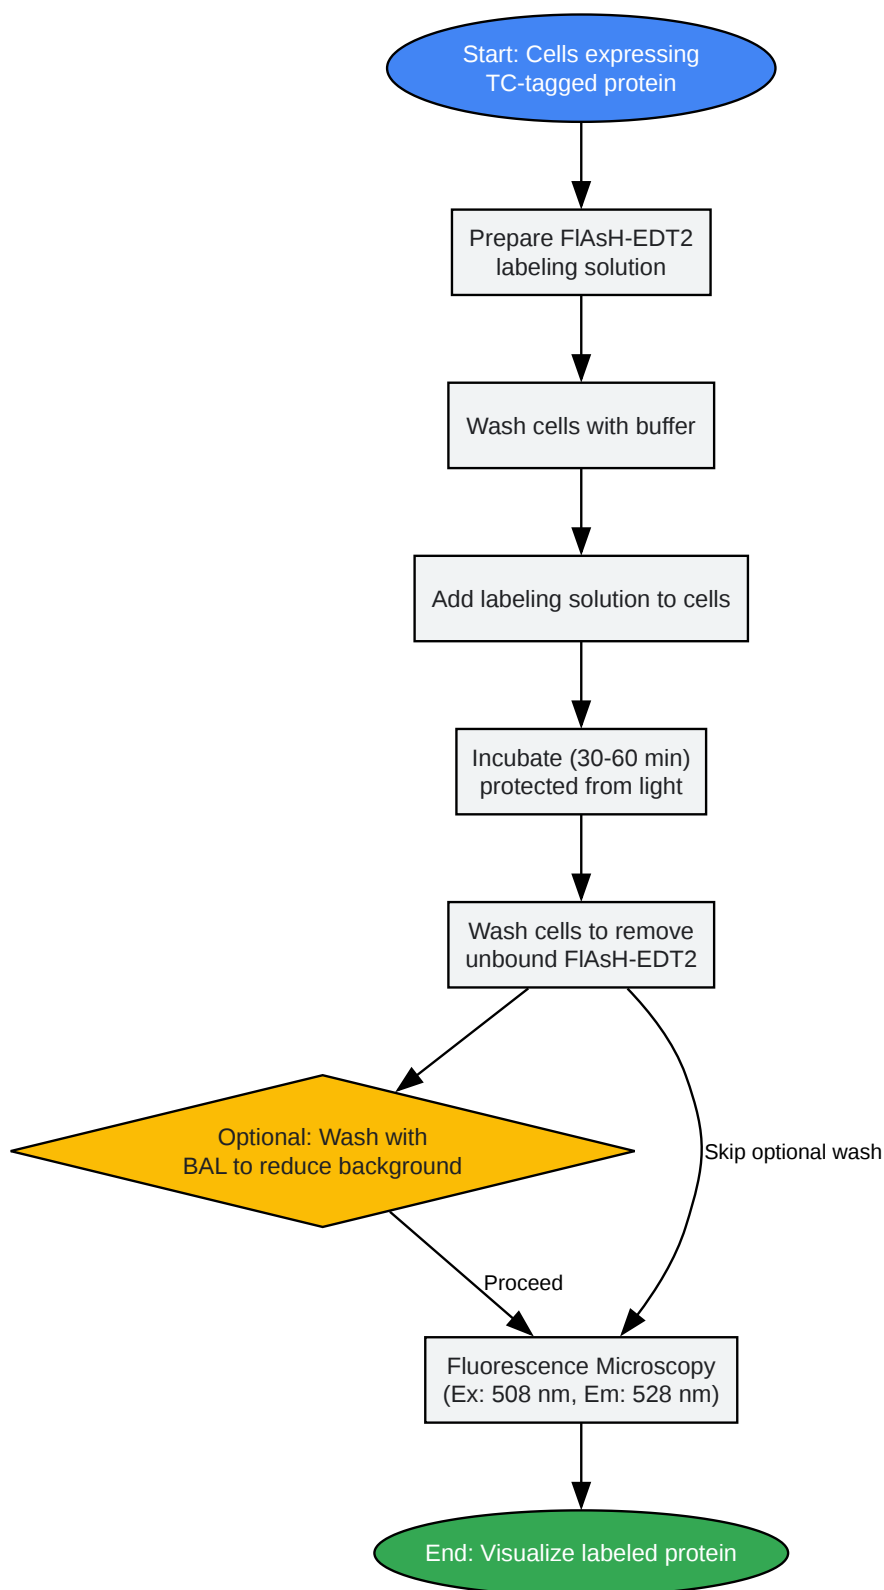 Start: Cells expressing
TC-tagged protein
Prepare FlAsH-EDT2
labeling solution
Wash cells with buffer
Add labeling solution to cells
Incubate (30-60 min)
protected from light
Wash cells to remove
unbound FlAsH-EDT2
Optional: Wash with
BAL to reduce background
Skip optional wash
Proceed
Fluorescence Microscopy
(Ex: 508 nm, Em: 528 nm)
End: Visualize labeled protein